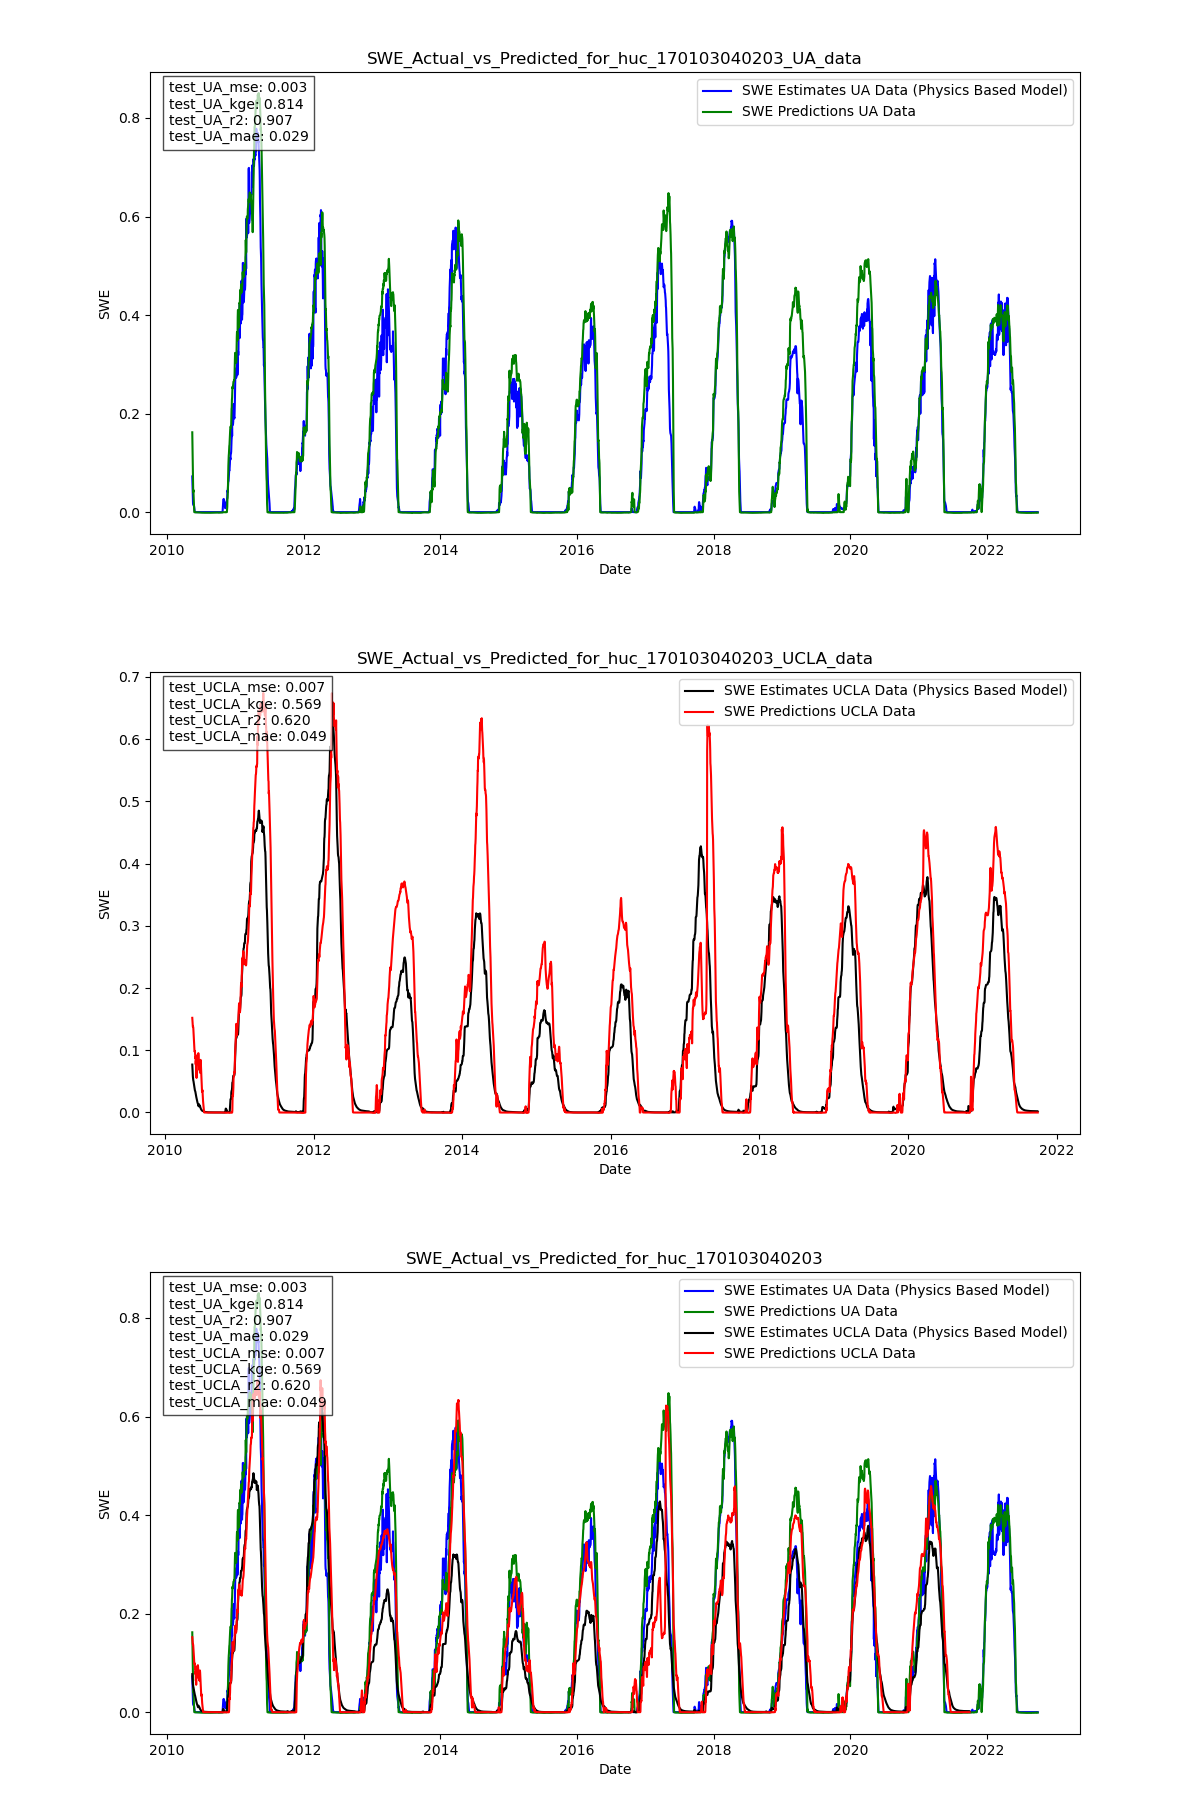 SWE_Actual_vs_Predicted_for_huc_170103040203_UA_data
test_UA_mse: 0.003
test_UA_kge: 0.814
test_UA_r2: 0.907
test_UA_mae: 0.029
SWE Estimates UA Data (Physics Based Model)
SWE Predictions UA Data
0.8
0.6
0.4
0.2
0.0
SWE
2010 2012 2014 2016 2018 2020 2022
Date
SWE_Actual_vs_Predicted_for_huc_170103040203_UCLA_data
test_UCLA_mse: 0.007
test_UCLA_kge: 0.569
test_UCLA_r2: 0.620
test_UCLA_mae: 0.049
SWE Estimates UCLA Data (Physics Based Model)
SWE Predictions UCLA Data
0.7
0.6
0.5
0.4
0.3
0.2
0.1
0.0
SWE
2010 2012 2014 2016 2018 2020 2022
Date
SWE_Actual_vs_Predicted_for_huc_170103040203
test_UA_mse: 0.003
test_UA_kge: 0.814
test_UA_r2: 0.907
test_UA_mae: 0.029
test_UCLA_mse: 0.007
test_UCLA_kge: 0.569
test_UCLA_r2: 0.620
test_UCLA_mae: 0.049
SWE Estimates UA Data (Physics Based Model)
SWE Predictions UA Data
SWE Estimates UCLA Data (Physics Based Model)
SWE Predictions UCLA Data
0.8
0.6
0.4
0.2
0.0
SWE
2010 2012 2014 2016 2018 2020 2022
Date